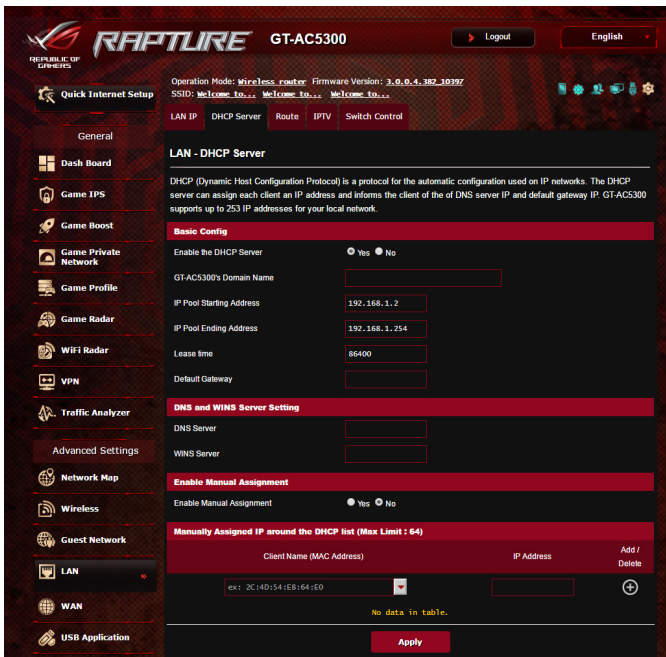 REPUBLIC OF
GAMERS
RAPTURE
GT-AC5300
Logout
English
Quick Internet Setup
Operation Mode: Wireless router Firmware Version: 3.0.0.4.382_10397
SSID: Welcome to... Welcome to... Welcome to...
LAN IP DHCP Server Route IPTV Switch Control
General
Dash Board
Game IPS
Game Boost
Game Private
Network
Game Profile
Game Radar
WiFi Radar
VPN
Traffic Analyzer
Advanced Settings
Network Map
Wireless
Guest Network
LAN
WAN
USB Application
LAN - DHCP Server
DHCP (Dynamic Host Configuration Protocol) is a protocol for the automatic configuration used on IP networks. The DHCP
server can assign each client an IP address and informs the client of the of DNS server IP and default gateway IP. GT-AC5300
supports up to 253 IP addresses for your local network.
Basic Config
Enable the DHCP Server Yes No
GT-AC5300's Domain Name
IP Pool Starting Address 192.168.1.2
IP Pool Ending Address 192.168.1.254
Lease time 86400
Default Gateway
DNS and WINS Server Setting
DNS Server
WINS Server
Enable Manual Assignment
Enable Manual Assignment Yes No
Manually Assigned IP around the DHCP list (Max Limit : 64)
Client Name (MAC Address) IP Address Add /
Delete
ex: 2C:4D:54:E8:64:E0
No data in table.
Apply